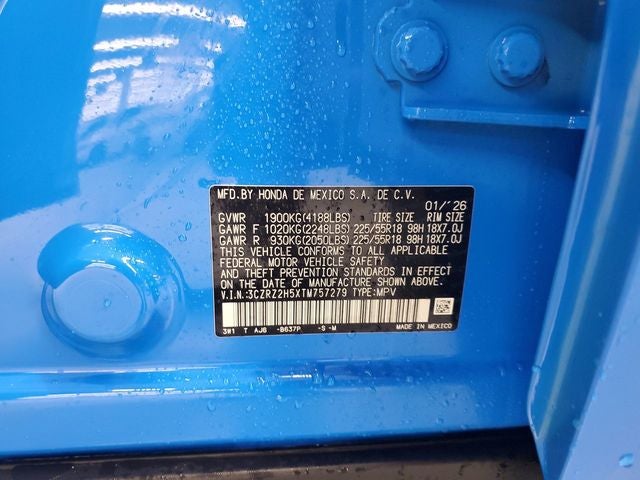 MFD.BY HONDA DE MEXICO S.A. DE C.V.
01/'26
GVWR 1900KG(4188LBS) TIRE SIZE RIM SIZE
GAWR F 1020KG(2248LBS) 225/55R18 98H 18X7.0J
GAWR R 930KG(2050LBS) 225/55R18 98H 18X7.0J
THIS VEHICLE CONFORMS TO ALL APPLICABLE
FEDERAL MOTOR VEHICLE SAFETY
AND THEFT PREVENTION STANDARDS IN EFFECT
ON THE DATE OF MANUFACTURE SHOWN ABOVE.
V.I.N.:3CZRZ2H5XTM757279 TYPE:MPV
3W1 T AJ6 -B637P -S -M MADE IN MEXICO